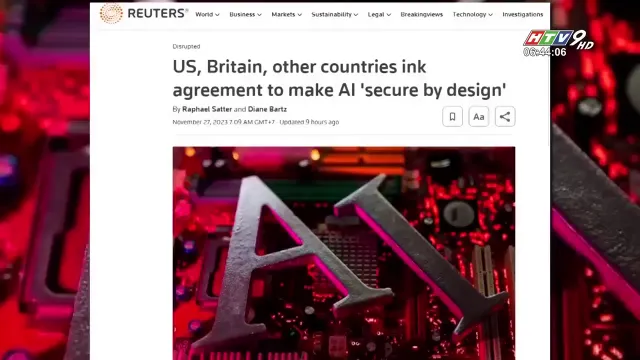 REUTERS®
World Business Markets Sustainability Legal Breakingviews Technology Investigations
HTV9 HD
06:44:06
Disrupted
US, Britain, other countries ink
agreement to make AI 'secure by design'
By Raphael Satter and Diane Bartz
November 27, 2023 7:09 AM GMT+7 · Updated 9 hours ago
Aa
AI